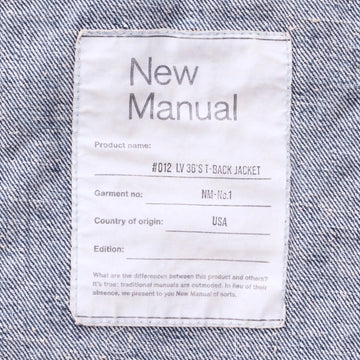 New
Manual
Product name:
#012 LV 30'S T-BACK JACKET
Garment no: NM-No.1
Country of origin: USA
Edition:
What are the differences between this product and others?
It's true: traditional manuals are outmoded. In lieu of their
absence, we present to you New Manual of sorts.